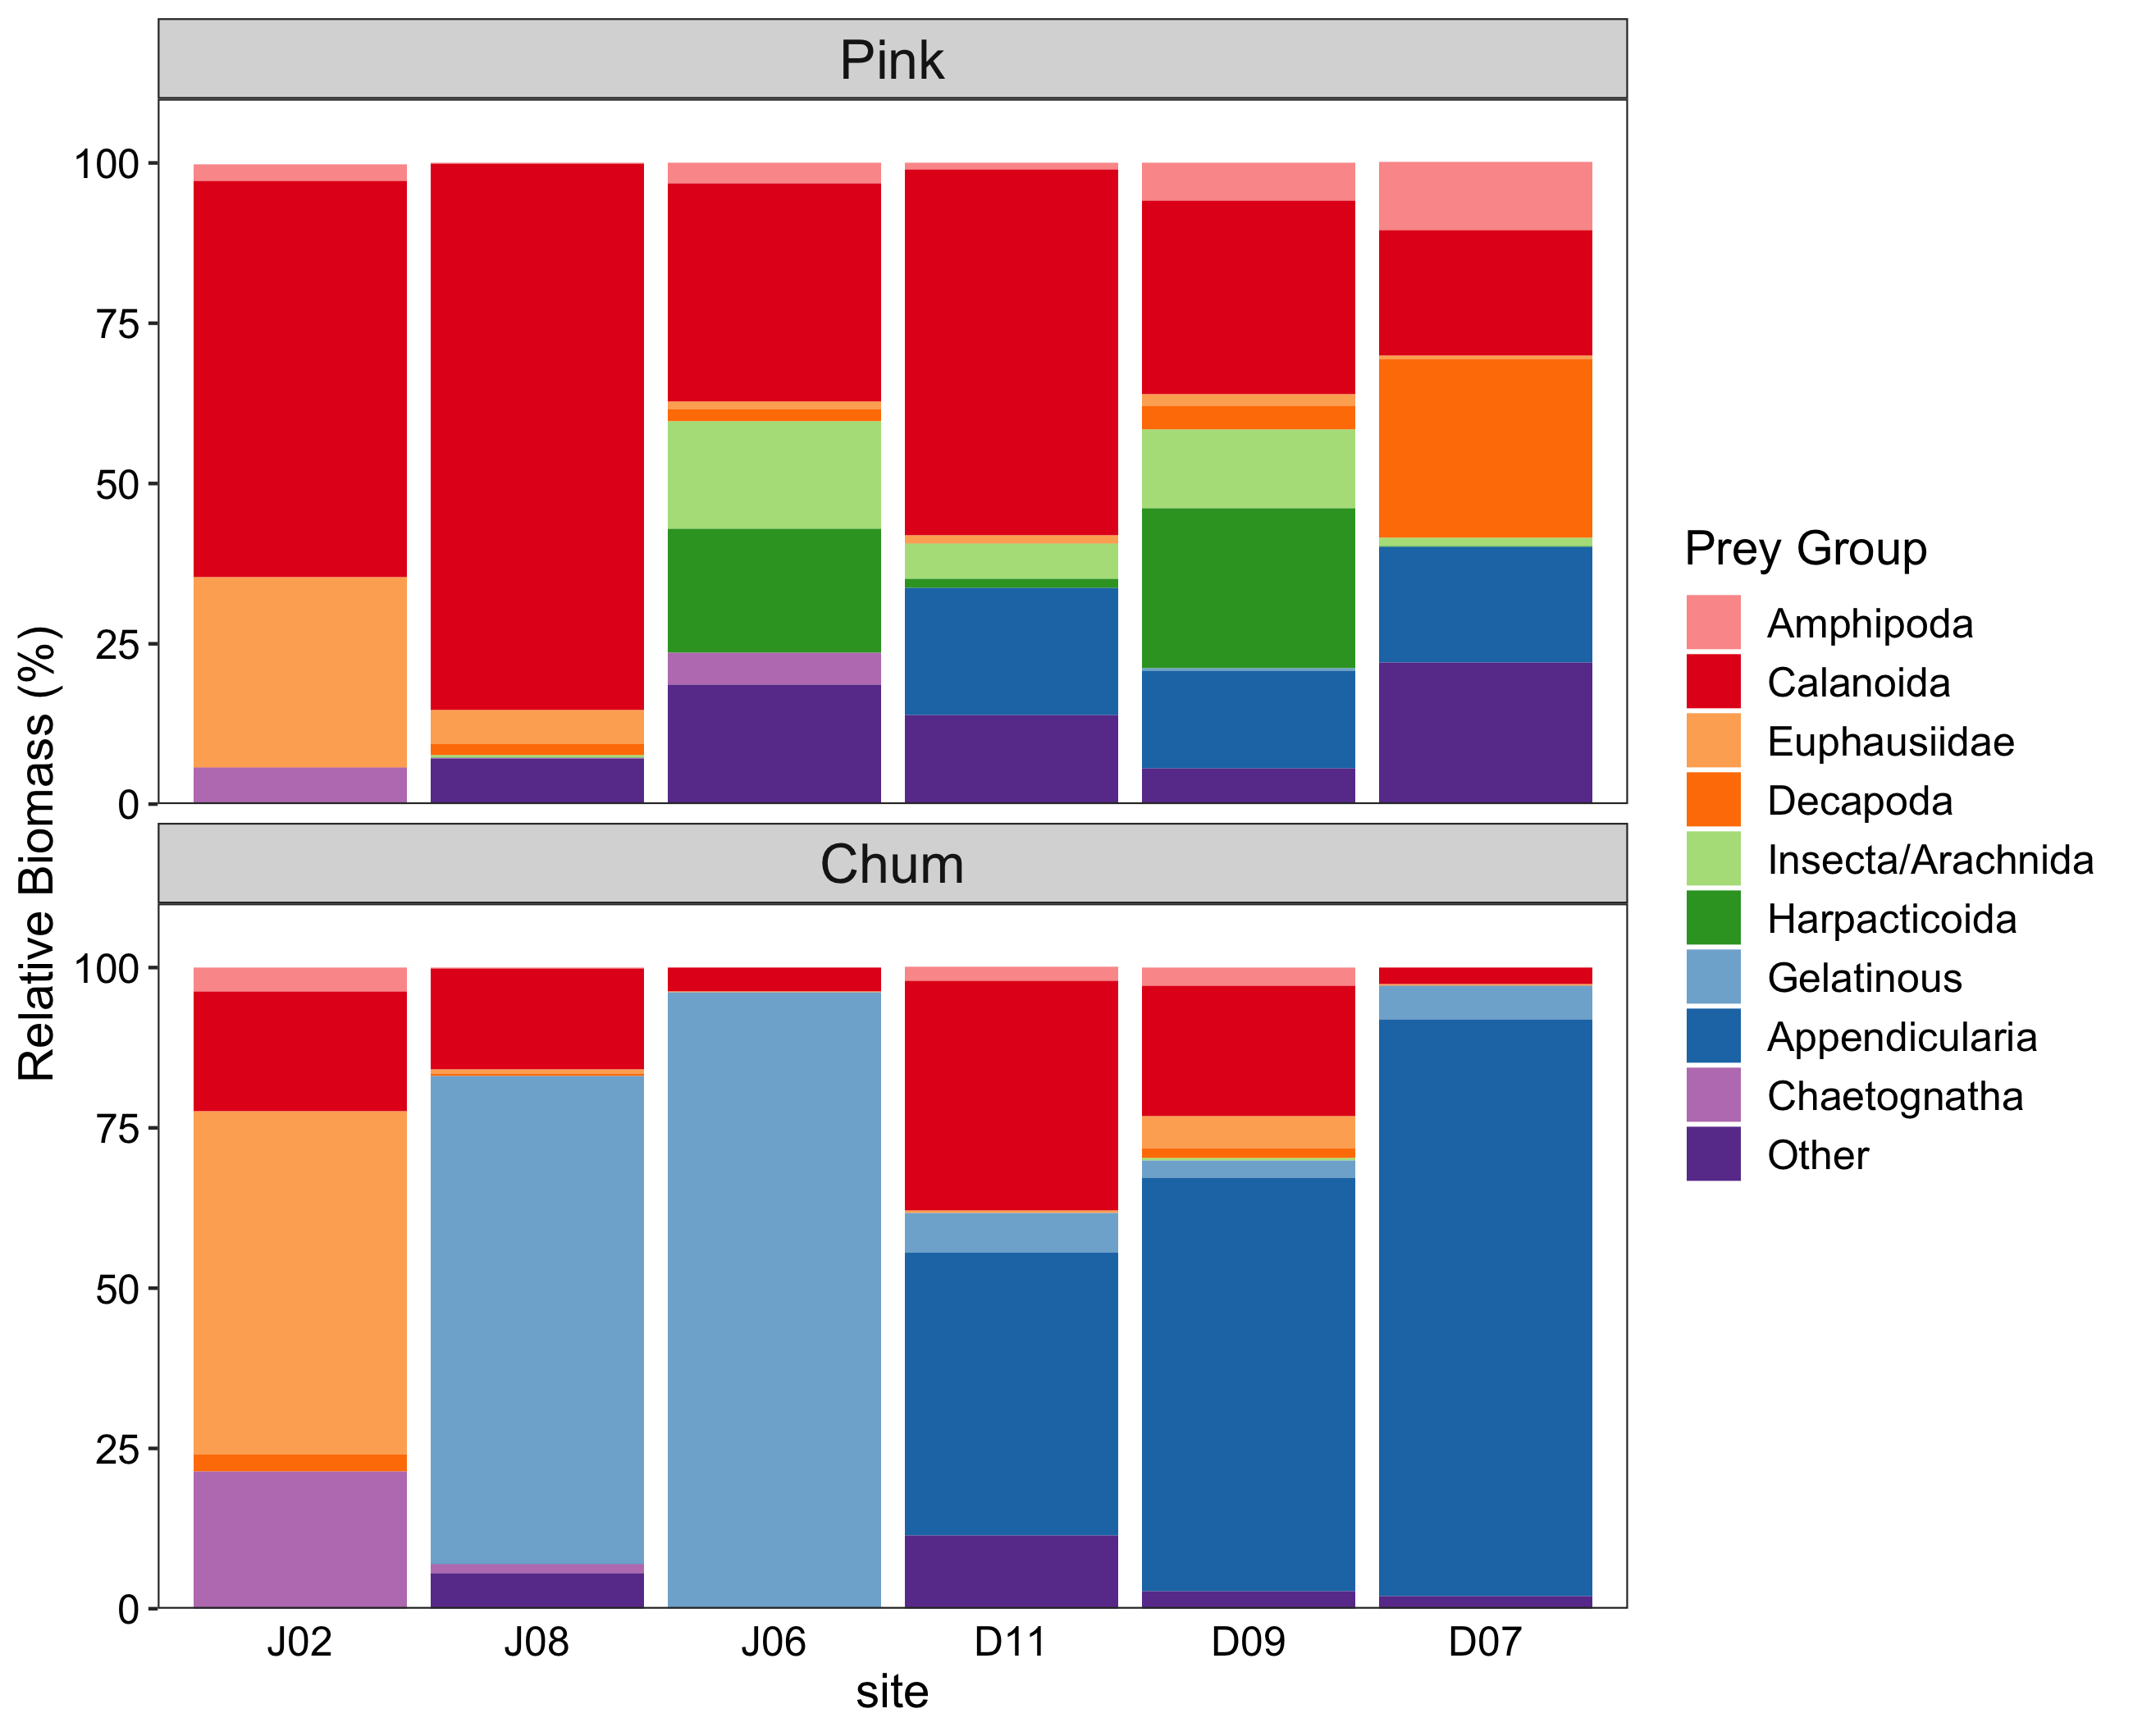 Pink
100
75
50
25
0
Chum
100
75
50
25
0
Relative Biomass (%)
J02 J08 J06 D11 D09 D07
site
Prey Group
Amphipoda
Calanoida
Euphausiidae
Decapoda
Insecta/Arachnida
Harpacticoida
Gelatinous
Appendicularia
Chaetognatha
Other